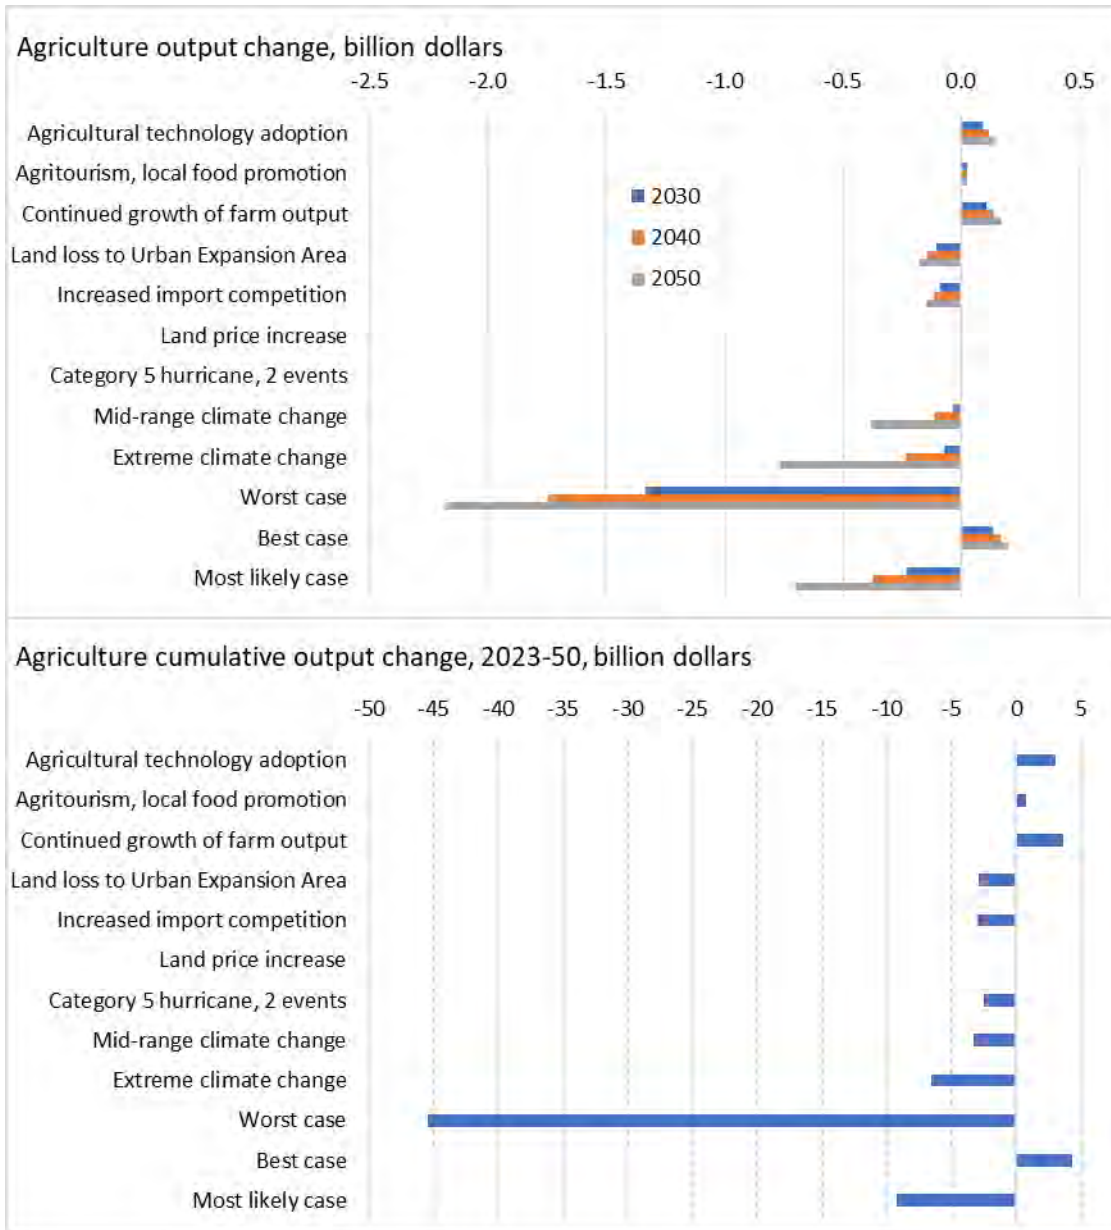 Agriculture output change, billion dollars
-2.5 -2.0 -1.5 -1.0 -0.5 0.0 0.5
Agricultural technology adoption
Agritourism, local food promotion
Continued growth of farm output
Land loss to Urban Expansion Area
Increased import competition
Land price increase
Category 5 hurricane, 2 events
Mid-range climate change
Extreme climate change
Worst case
Best case
Most likely case
2030
2040
2050
Agriculture cumulative output change, 2023-50, billion dollars
-50 -45 -40 -35 -30 -25 -20 -15 -10 -5 0 5
Agricultural technology adoption
Agritourism, local food promotion
Continued growth of farm output
Land loss to Urban Expansion Area
Increased import competition
Land price increase
Category 5 hurricane, 2 events
Mid-range climate change
Extreme climate change
Worst case
Best case
Most likely case